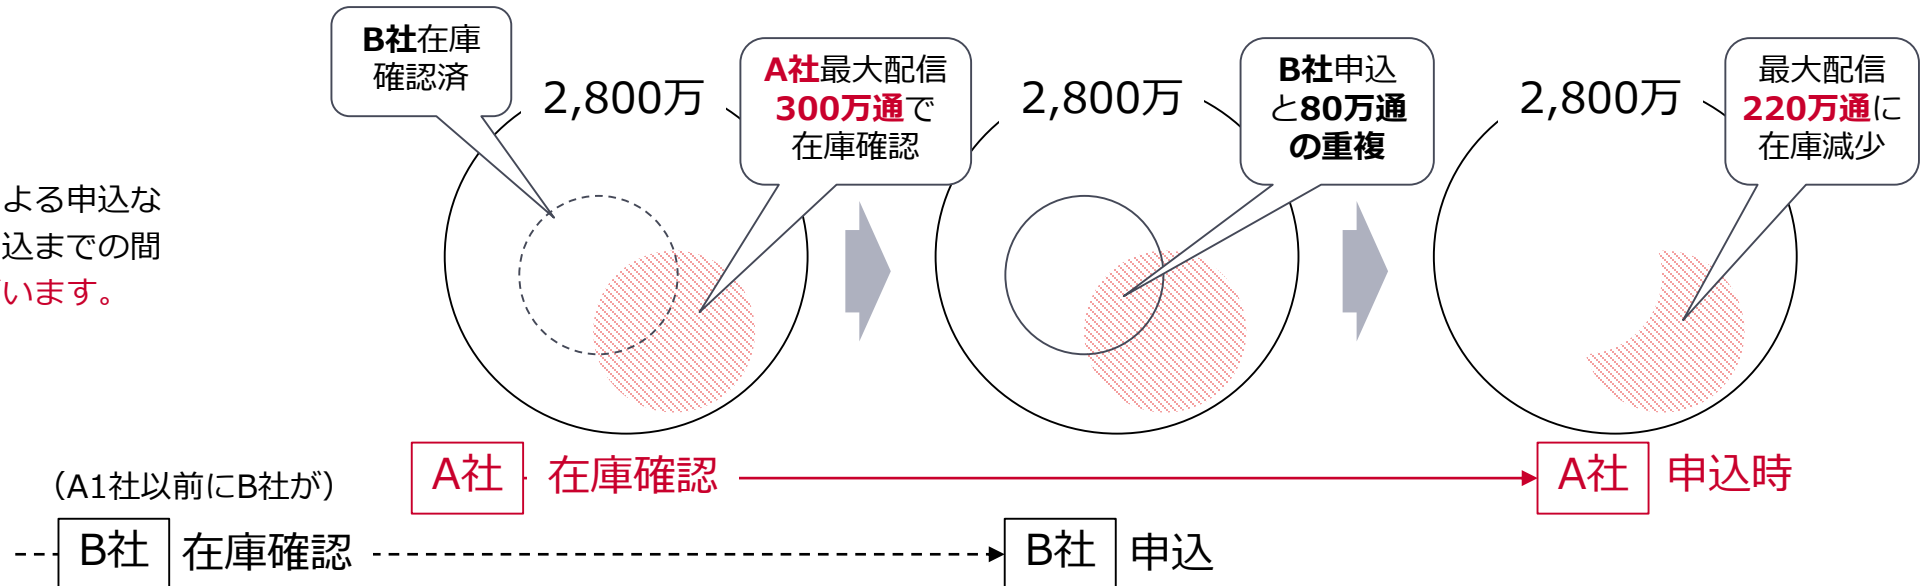 B社在庫
確認済
2,800万
A社最大配信
300万通で
在庫確認
2,800万
B社申込
と80万通
の重複
2,800万
最大配信
220万通に
在庫減少
よる申込な
込までの間
います。
A社 在庫確認
A社 申込時
（A1社以前にB社が）
B社 在庫確認
B社 申込